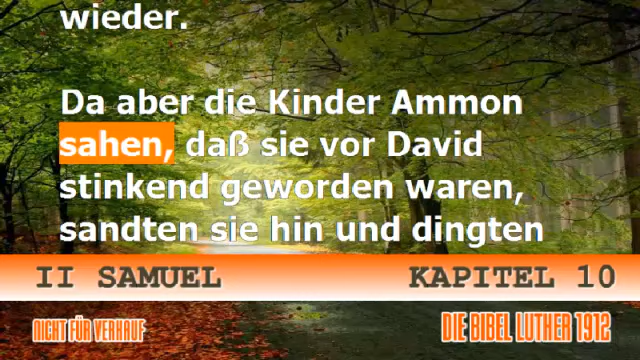 wieder.
Da aber die Kinder Ammon
sahen, daß sie vor David
stinkend geworden waren,
sandten sie hin und dingten
II SAMUEL KAPITEL 10
NICHT FÜR VERKAUF DIE BIBEL LUTHER 1912